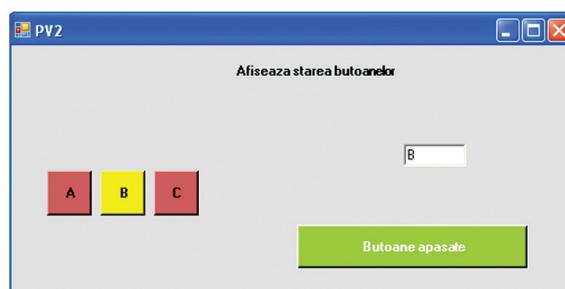 PV2
Afiseaza starea butoanelor
B
A B C
Butoane apasate